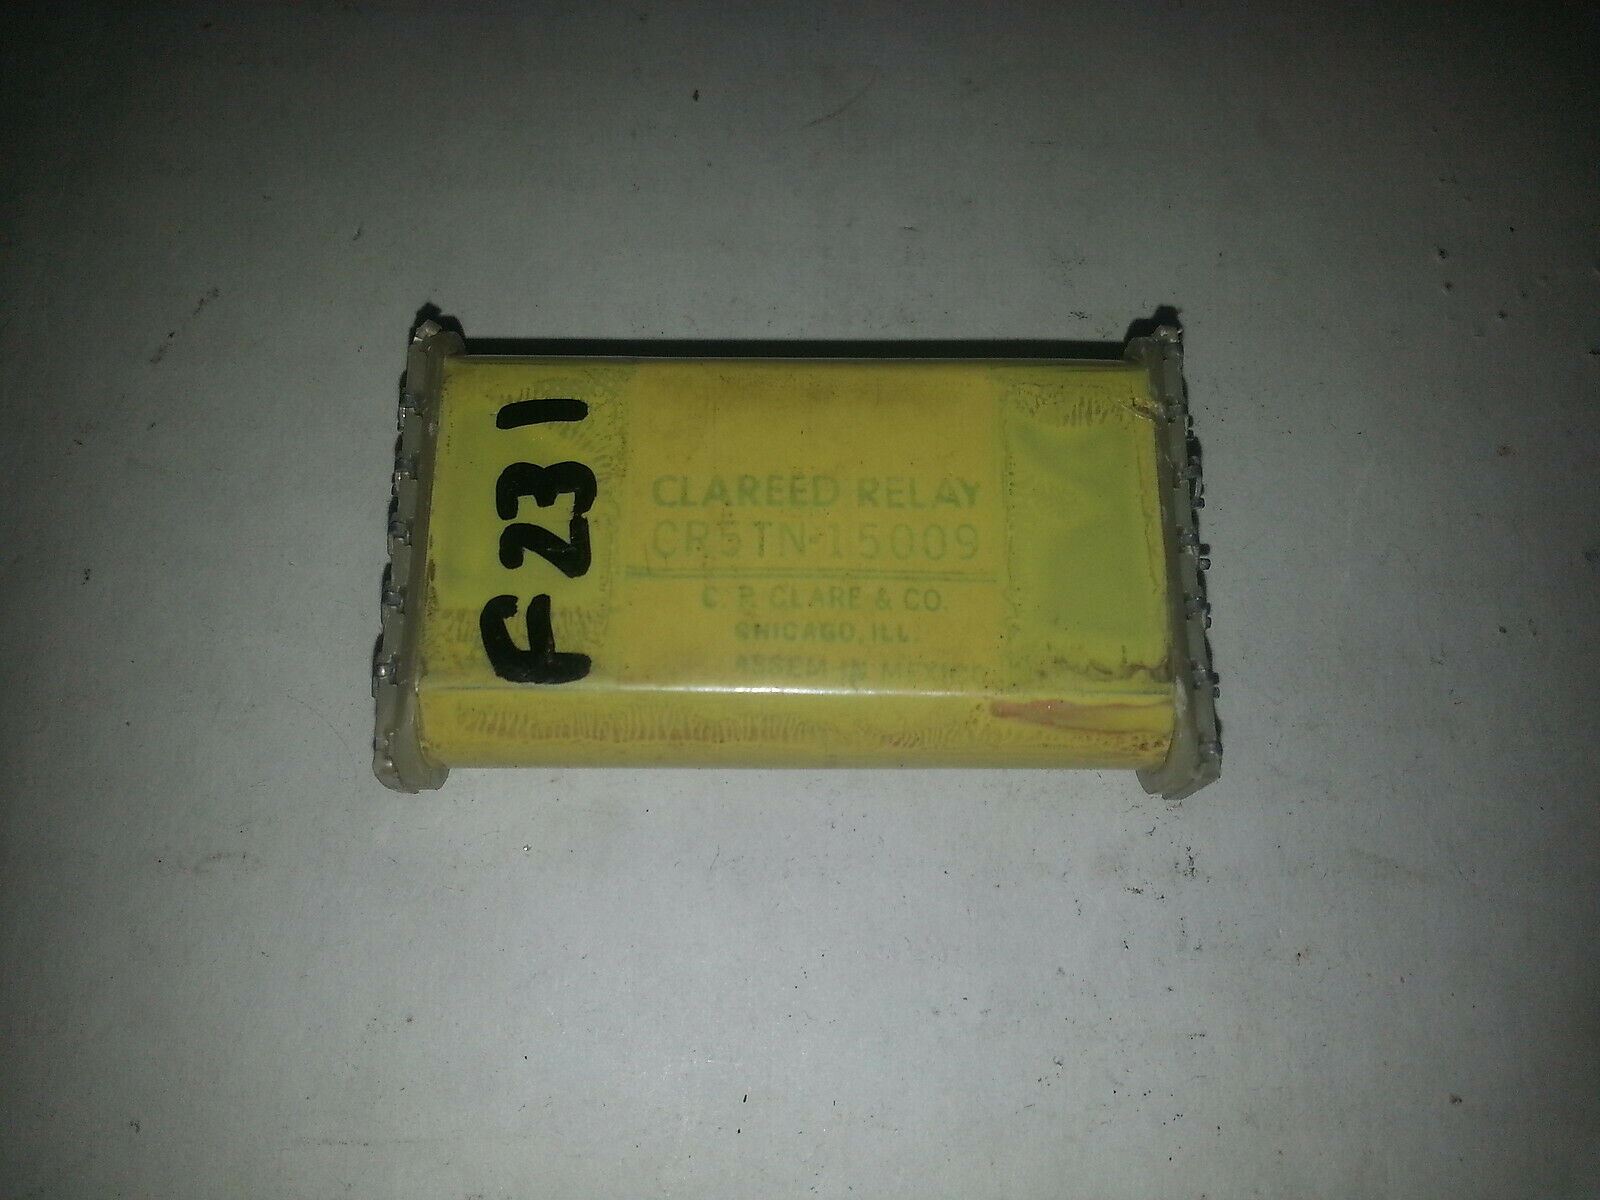 F231
CLAREED RELAY
CR5TN-15009
C. P. CLARE & CO.
CHICAGO, ILL.
ASSEM. IN MEXICO